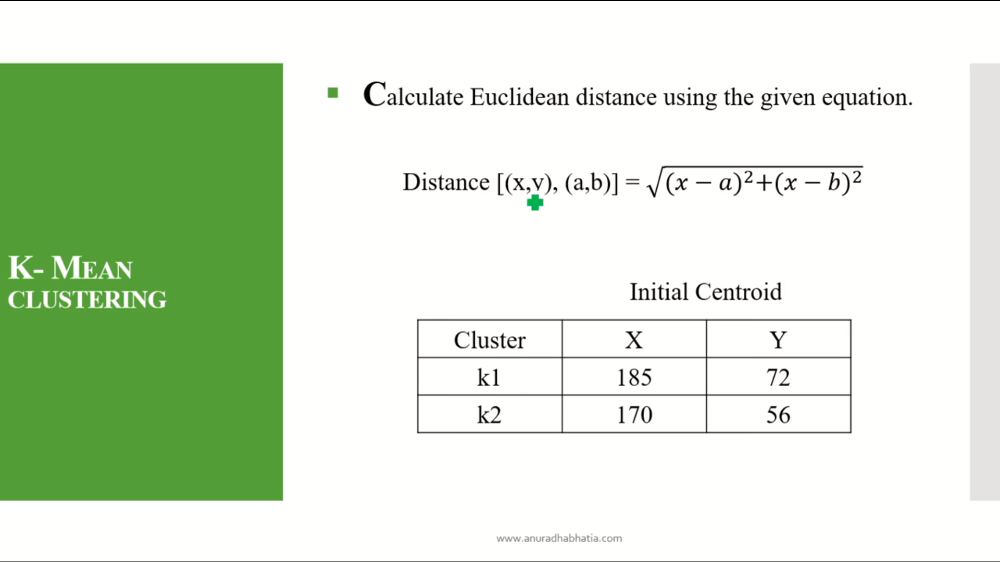 Calculate Euclidean distance using the given equation.
Distance [(x,y), (a,b)] = √(x − a)²+(x − b)²
K- MEAN
CLUSTERING
Initial Centroid
Cluster X Y
k1 185 72
k2 170 56
www.anuradhabhatia.com